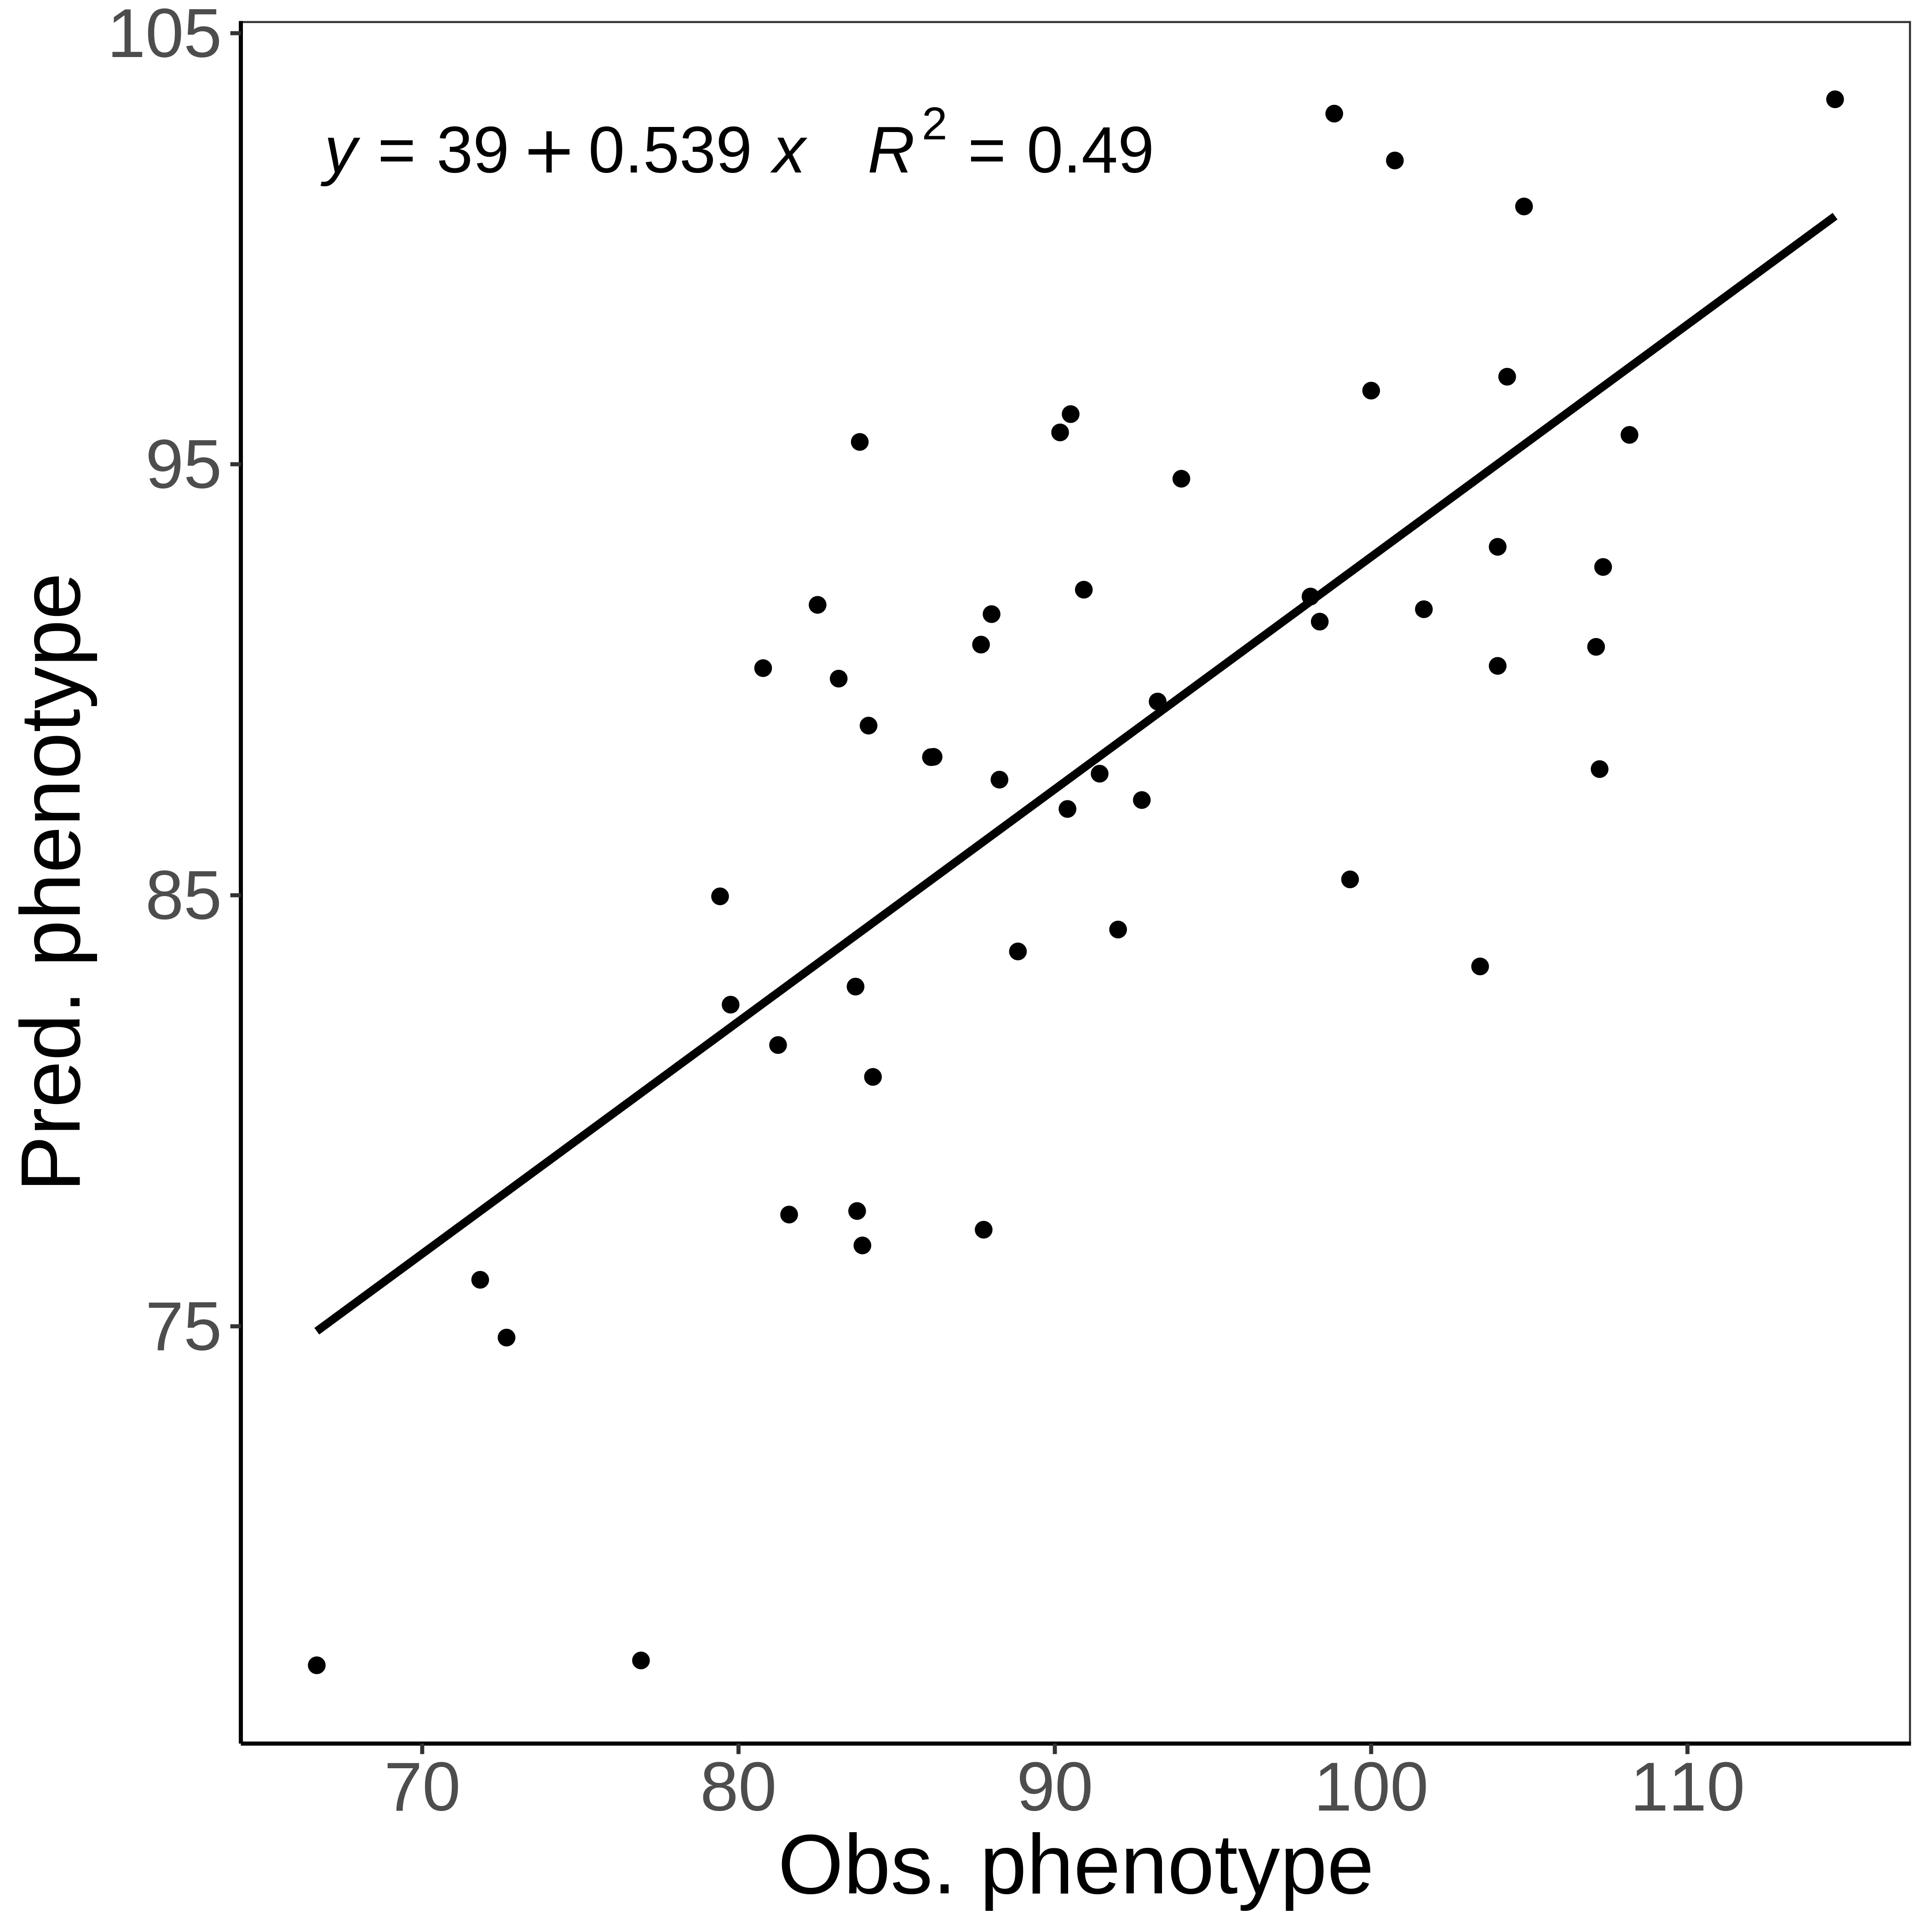 105
y = 39 + 0.539 x R² = 0.49
95
85
75
Pred. phenotype
70 80 90 100 110
Obs. phenotype